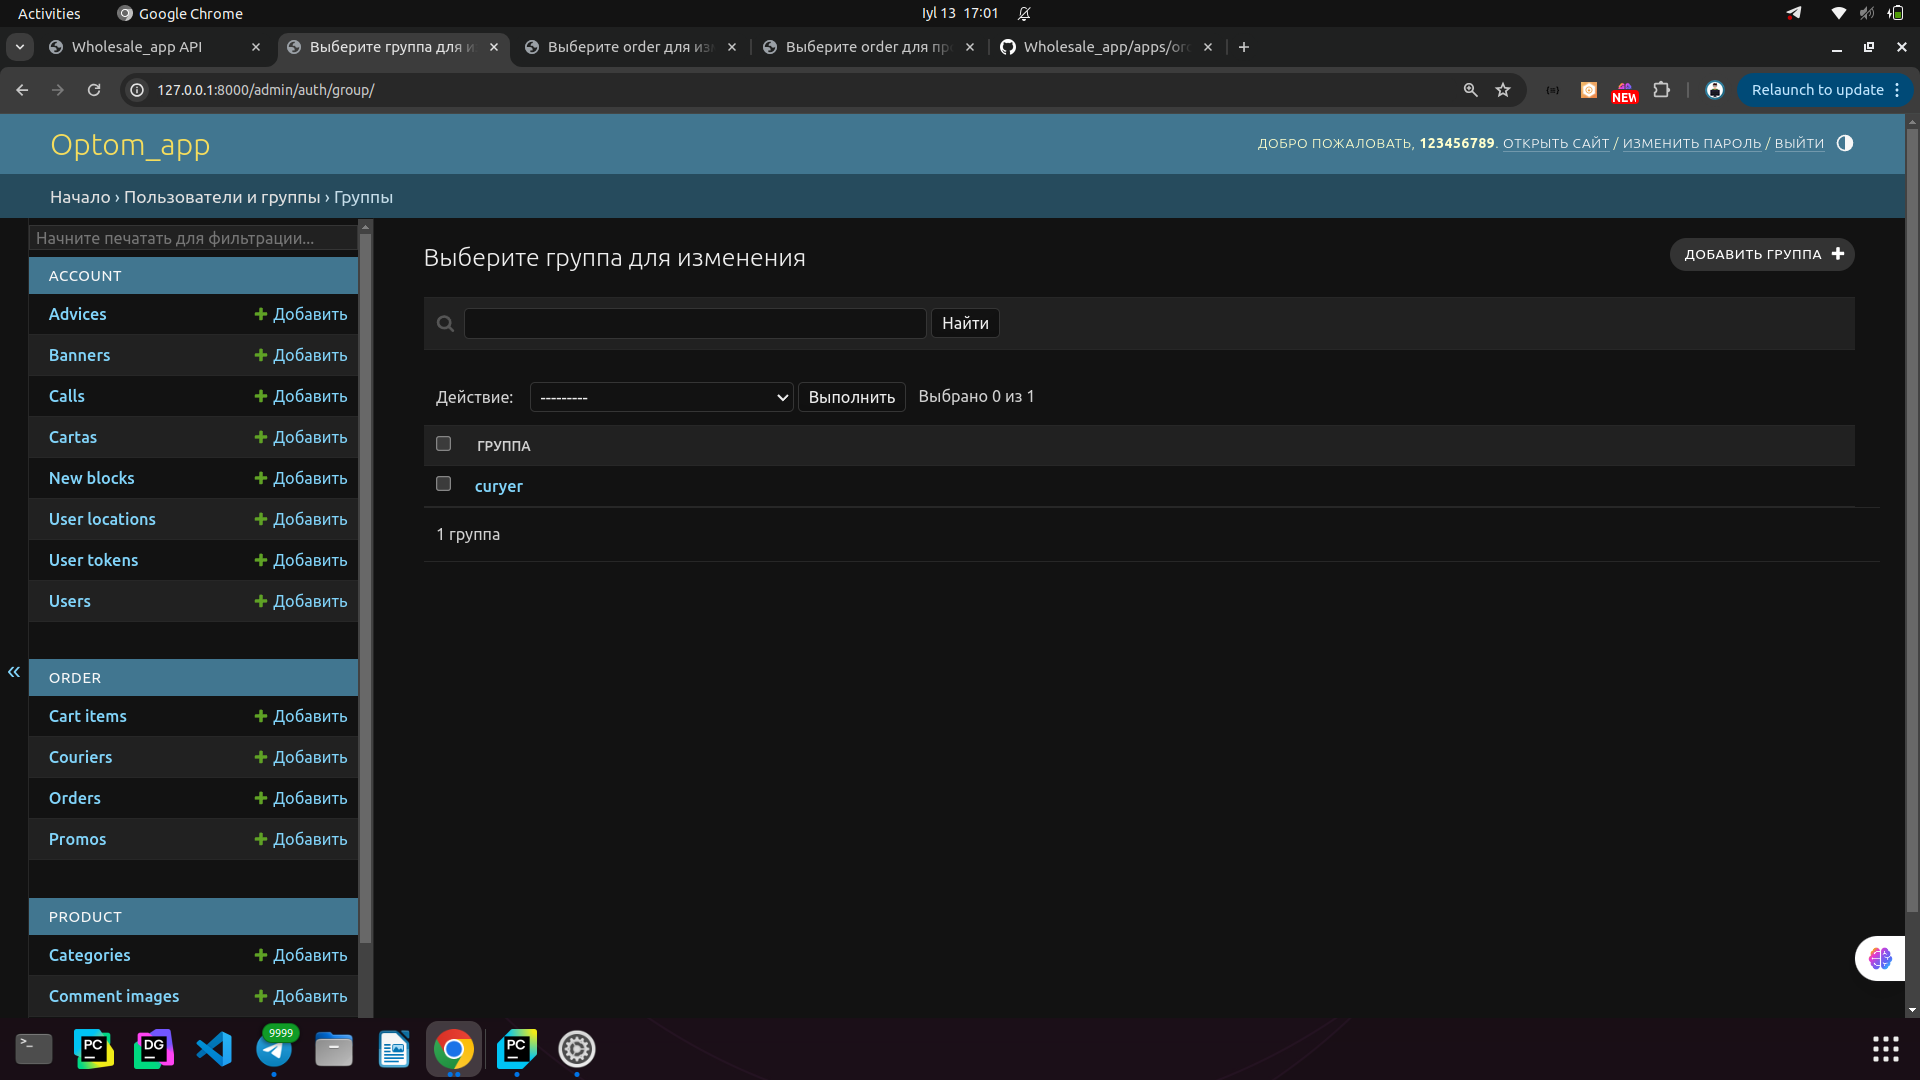 Activities
Google Chrome
Iyl 13 17:01
Wholesale_app API
Выберите группа для и
Выберите order для из
Выберите order для пр
Wholesale_app/apps/or
127.0.0.1:8000/admin/auth/group/
NEW
Relaunch to update
Optom_app
ДОБРО ПОЖАЛОВАТЬ, 123456789. ОТКРЫТЬ САЙТ / ИЗМЕНИТЬ ПАРОЛЬ / ВЫЙТИ
Начало › Пользователи и группы › Группы
Начните печатать для фильтрации...
ACCOUNT
Advices Добавить
Banners Добавить
Calls Добавить
Cartas Добавить
New blocks Добавить
User locations Добавить
User tokens Добавить
Users Добавить
«
ORDER
Cart items Добавить
Couriers Добавить
Orders Добавить
Promos Добавить
PRODUCT
Categories Добавить
Comment images Добавить
Выберите группа для изменения
ДОБАВИТЬ ГРУППА
Найти
Действие: --------- Выполнить Выбрано 0 из 1
ГРУППА
curyer
1 группа
PC
DG
9999
PC